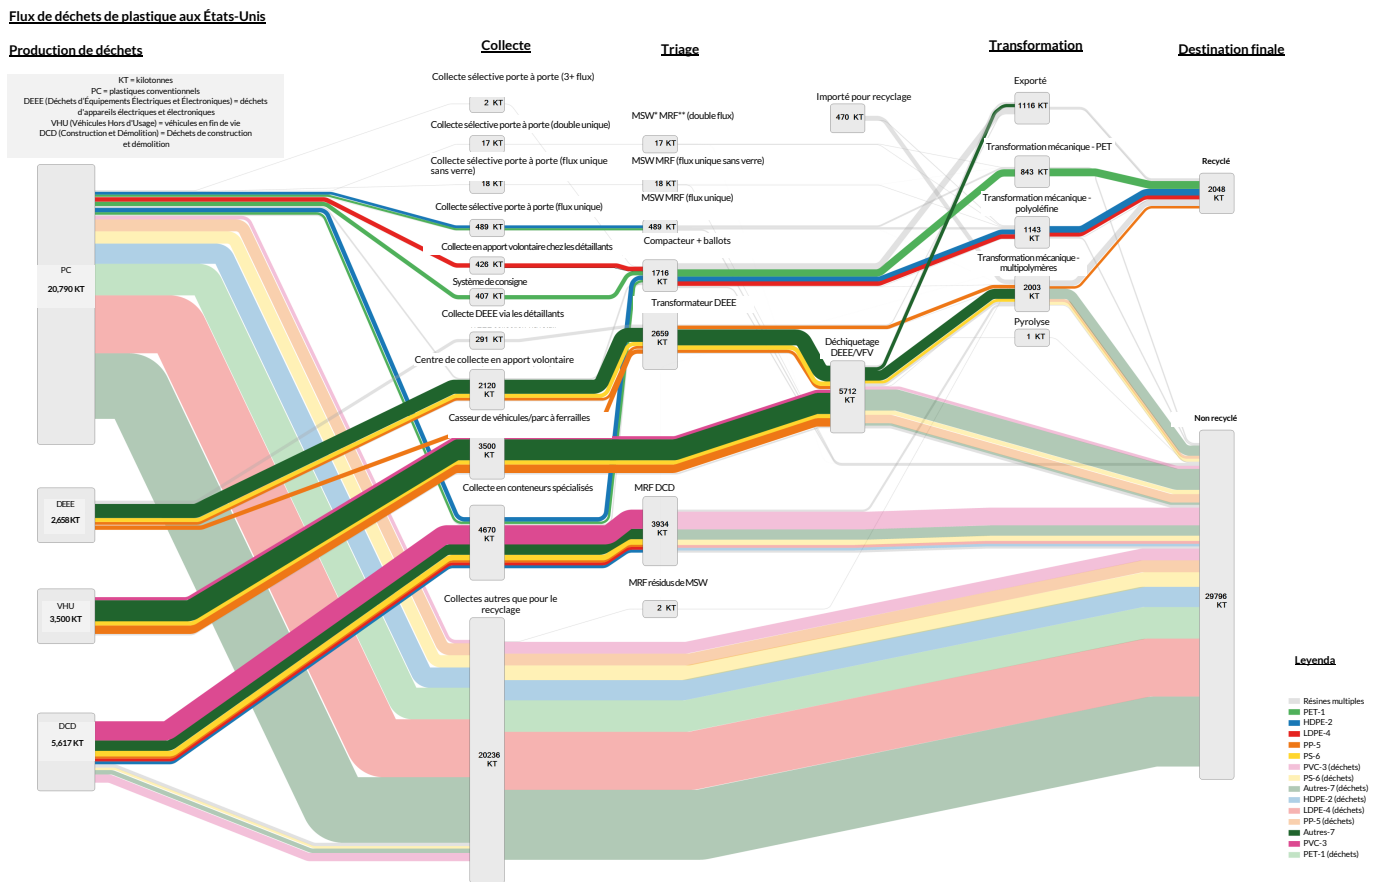 Flux de déchets de plastique aux États-Unis
Production de déchets
Collecte
Triage
Transformation
Destination finale
KT = kilotonnes
PC = plastiques conventionnels
DEEE (Déchets d'Équipements Électriques et Électroniques) = déchets
d'appareils électriques et électroniques
VHU (Véhicules Hors d'Usage) = véhicules en fin de vie
DCD (Construction et Démolition) = Déchets de construction
et démolition
PC
20,790 KT
DEEE
2,658 KT
VHU
3,500 KT
DCD
5,617 KT
Collecte sélective porte à porte (3+ flux)
2 KT
Collecte sélective porte à porte (double unique)
17 KT
Collecte sélective porte à porte (flux unique
sans verre)
18 KT
Collecte sélective porte à porte (flux unique)
489 KT
Collecte en apport volontaire chez les détaillants
426 KT
Système de consigne
407 KT
Collecte DEEE via les détaillants
291 KT
Centre de collecte en apport volontaire
2120
KT
Casseur de véhicules/parc à ferrailles
3500
KT
Collecte en conteneurs spécialisés
4670
KT
Collectes autres que pour le
recyclage
20236
KT
MSW* MRF** (double flux)
17 KT
MSW MRF (flux unique sans verre)
18 KT
MSW MRF (flux unique)
489 KT
Compacteur + ballots
1716
KT
Transformateur DEEE
2659
KT
MRF DCD
3934
KT
MRF résidus de MSW
2 KT
Importé pour recyclage
470 KT
Déchiquetage
DEEE/VFV
5712
KT
Exporté
1116 KT
Transformation mécanique - PET
843 KT
Transformation mécanique -
polyoléfine
1143
KT
Transformation mécanique -
multipolymères
2003
KT
Pyrolyse
1 KT
Recyclé
2048
KT
Non recyclé
29796
KT
Leyenda
Résines multiples
PET-1
HDPE-2
LDPE-4
PP-5
PS-6
PVC-3 (déchets)
PS-6 (déchets)
Autres-7 (déchets)
HDPE-2 (déchets)
LDPE-4 (déchets)
PP-5 (déchets)
Autres-7
PVC-3
PET-1 (déchets)